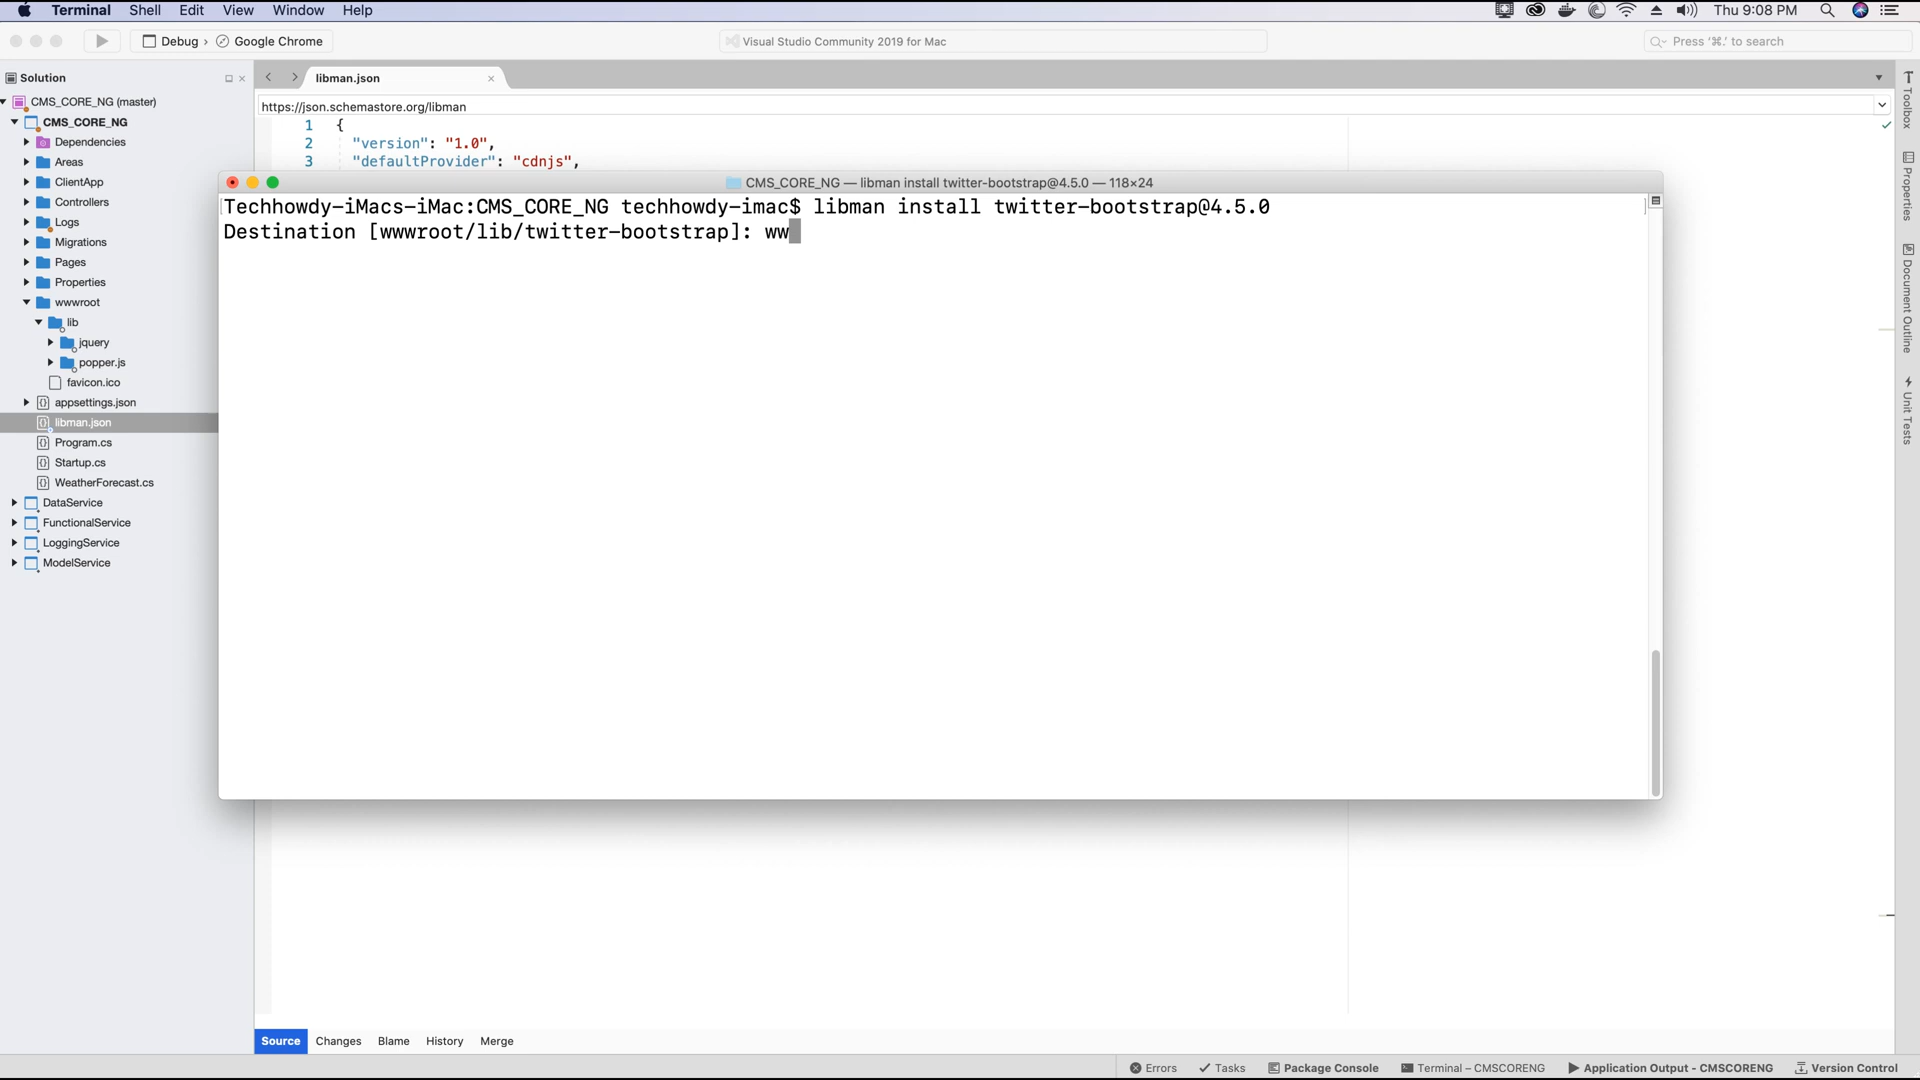 Terminal Shell Edit View Window Help Thu 9:08 PM
Debug › Google Chrome Visual Studio Community 2019 for Mac Press ‘⌘.’ to search
Solution
libman.json
CMS_CORE_NG (master)
https://json.schemastore.org/libman
CMS_CORE_NG
1 {
Dependencies
2 "version": "1.0",
Areas
3 "defaultProvider": "cdnjs",
ClientApp
CMS_CORE_NG — libman install twitter-bootstrap@4.5.0 — 118×24
Controllers
Techhowdy-iMacs-iMac:CMS_CORE_NG techhowdy-imac$ libman install twitter-bootstrap@4.5.0
Logs
Destination [wwwroot/lib/twitter-bootstrap]: ww
Migrations
Pages
Properties
wwwroot
lib
jquery
popper.js
favicon.ico
appsettings.json
libman.json
Program.cs
Startup.cs
WeatherForecast.cs
DataService
FunctionalService
LoggingService
ModelService
Toolbox
Properties
Document Outline
Unit Tests
Source Changes Blame History Merge
Errors Tasks Package Console Terminal – CMSCORENG Application Output - CMSCORENG Version Control